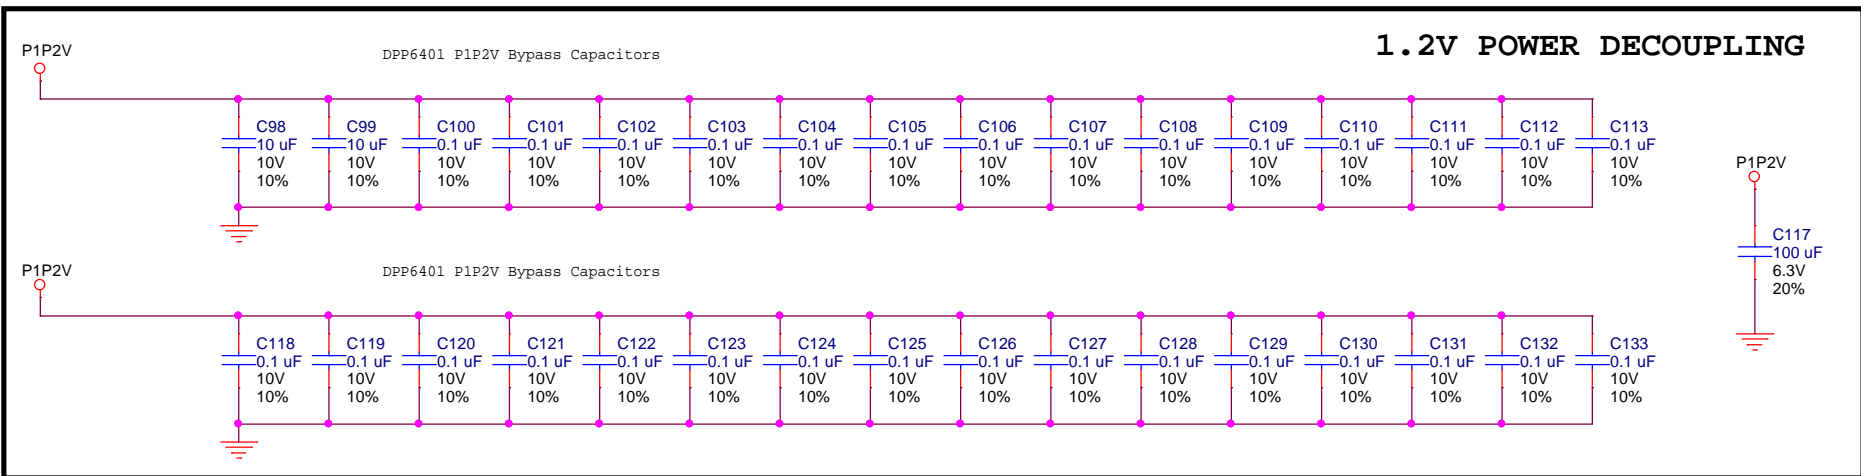 1.2V POWER DECOUPLING
P1P2V
DPP6401 P1P2V Bypass Capacitors
C98
10 uF
10V
10%
C99
10 uF
10V
10%
C100
0.1 uF
10V
10%
C101
0.1 uF
10V
10%
C102
0.1 uF
10V
10%
C103
0.1 uF
10V
10%
C104
0.1 uF
10V
10%
C105
0.1 uF
10V
10%
C106
0.1 uF
10V
10%
C107
0.1 uF
10V
10%
C108
0.1 uF
10V
10%
C109
0.1 uF
10V
10%
C110
0.1 uF
10V
10%
C111
0.1 uF
10V
10%
C112
0.1 uF
10V
10%
C113
0.1 uF
10V
10%
P1P2V
C117
100 uF
6.3V
20%
P1P2V
DPP6401 P1P2V Bypass Capacitors
C118
0.1 uF
10V
10%
C119
0.1 uF
10V
10%
C120
0.1 uF
10V
10%
C121
0.1 uF
10V
10%
C122
0.1 uF
10V
10%
C123
0.1 uF
10V
10%
C124
0.1 uF
10V
10%
C125
0.1 uF
10V
10%
C126
0.1 uF
10V
10%
C127
0.1 uF
10V
10%
C128
0.1 uF
10V
10%
C129
0.1 uF
10V
10%
C130
0.1 uF
10V
10%
C131
0.1 uF
10V
10%
C132
0.1 uF
10V
10%
C133
0.1 uF
10V
10%